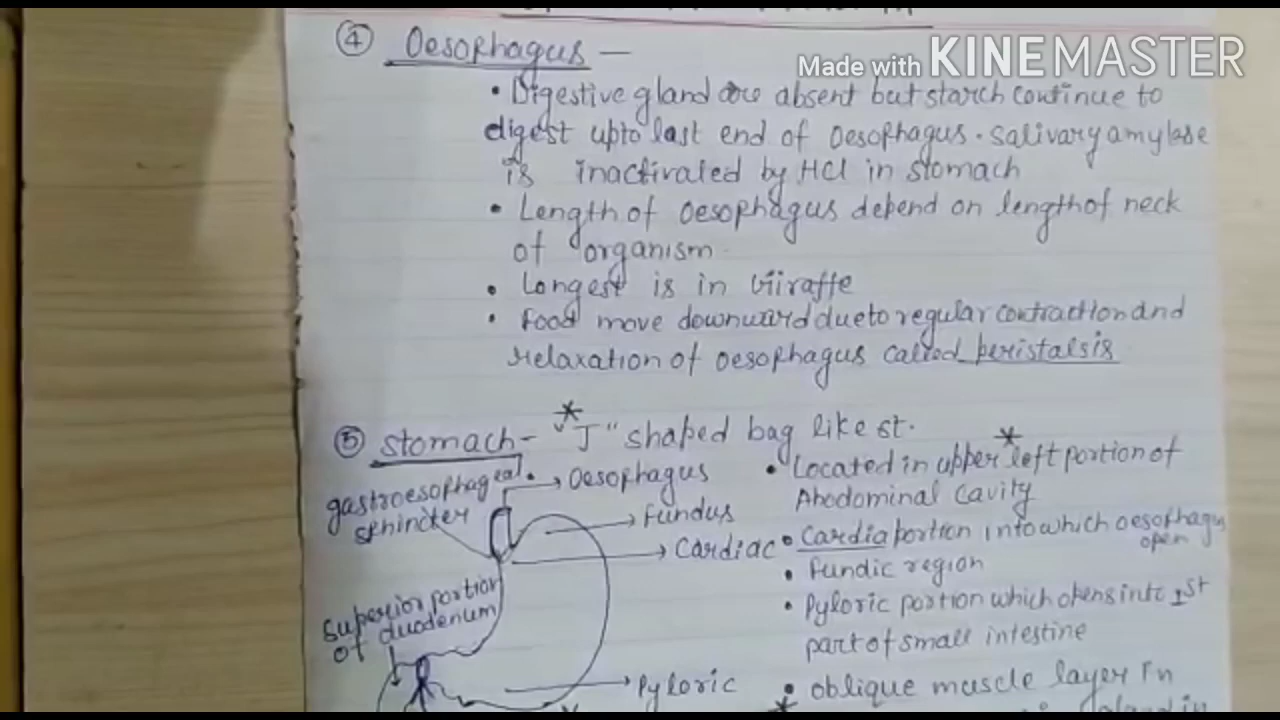 Made with KINEMASTER
④ Oesophagus —
• Digestive gland are absent but starch continue to
digest upto last end of oesophagus. salivary amylase
is inactivated by HCl in stomach
• Length of oesophagus depend on length of neck
of organism.
• Longest is in Giraffe
• Food move downward due to regular contraction and
relaxation of oesophagus called peristalsis
⑤ stomach - * "J" shaped bag like st.
gastroesophageal
sphincter
Oesophagus
Fundus
Cardiac
superior portion
of duodenum
Pyloric
• Located in upper * left portion of
Abdominal cavity
• Cardia portion into which oesophagus
open
• Fundic region
• Pyloric portion which opens into 1st
part of small intestine
• oblique muscle layer in